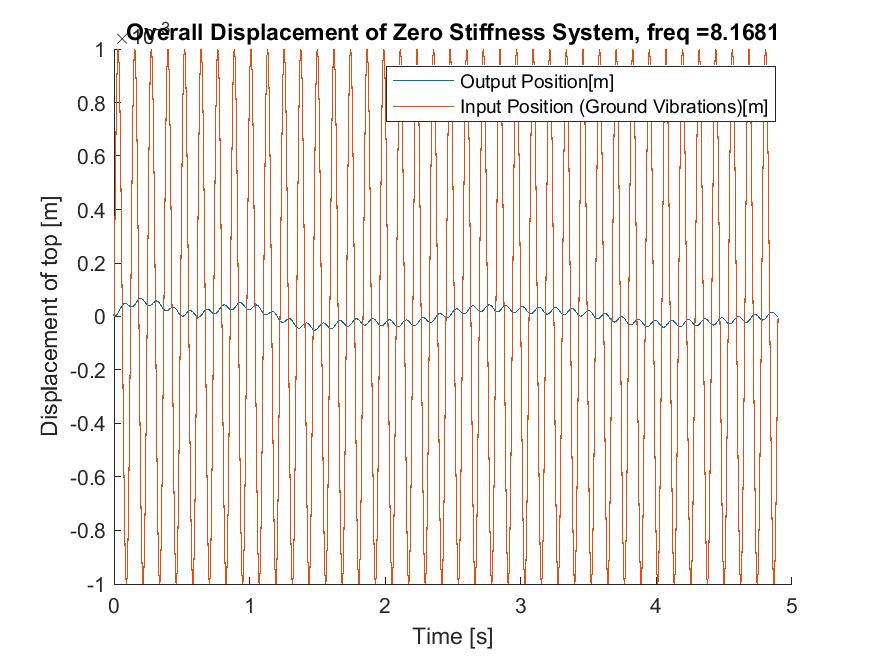 Overall Displacement of Zero Stiffness System, freq =8.1681
×10-3
Output Position[m]
Input Position (Ground Vibrations)[m]
1
0.8
0.6
0.4
0.2
0
-0.2
-0.4
-0.6
-0.8
-1
Displacement of top [m]
0 1 2 3 4 5
Time [s]